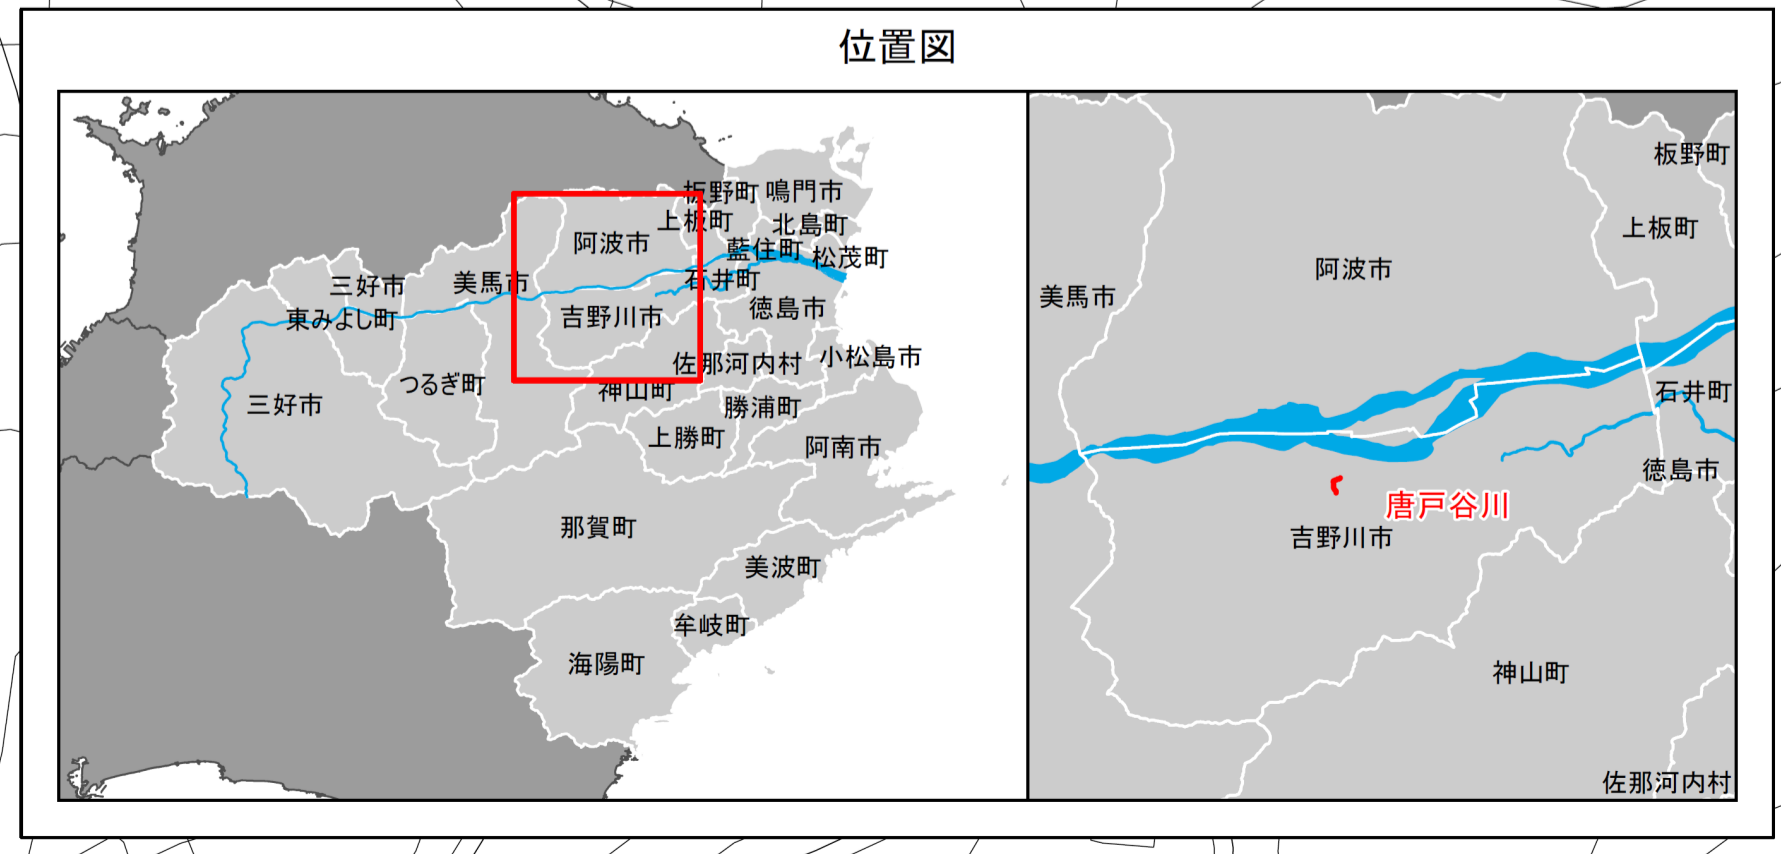 位置図
板野町 鳴門市
上板町 北島町
阿波市
藍住町 松茂町
三好市 美馬市 石井町
東みよし町 吉野川市 徳島市
佐那河内村 小松島市
つるぎ町 神山町
三好市 勝浦町
上勝町 阿南市
那賀町
美波町
牟岐町
海陽町
板野町
上板町
阿波市
美馬市
石井町
徳島市
唐戸谷川
吉野川市
神山町
佐那河内村